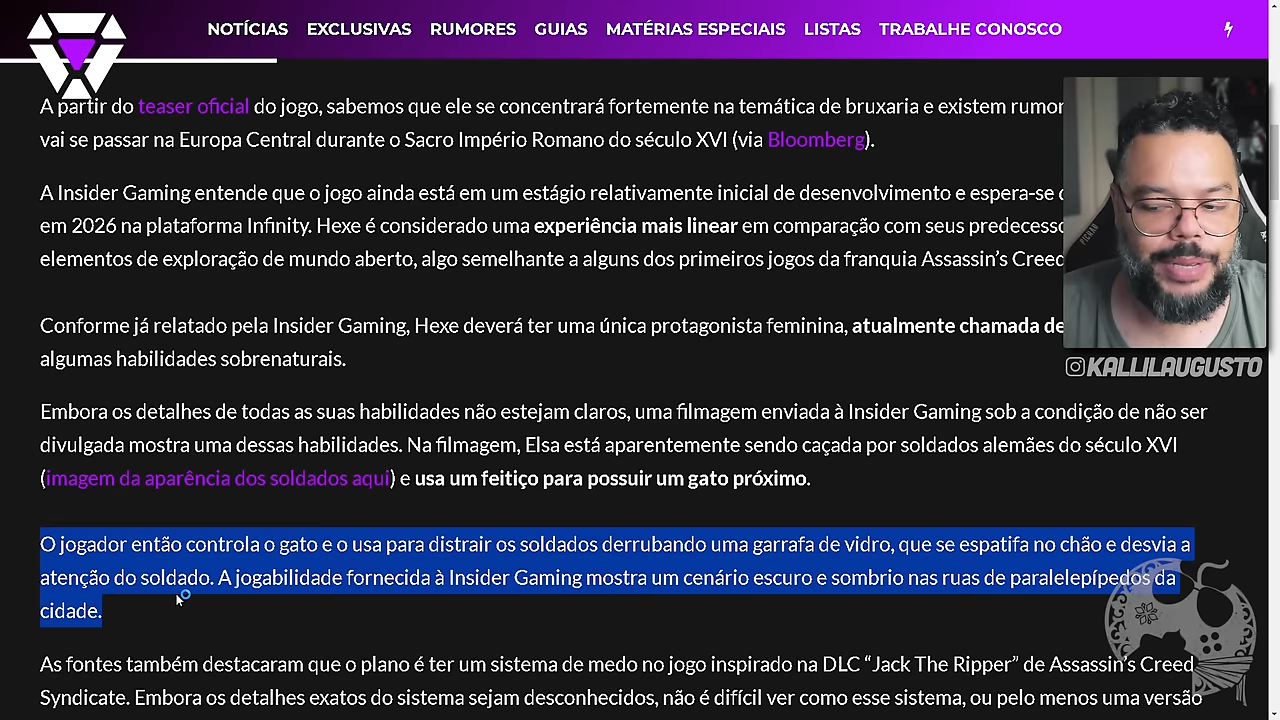 NOTÍCIAS EXCLUSIVAS RUMORES GUIAS MATÉRIAS ESPECIAIS LISTAS TRABALHE CONOSCO
A partir do teaser oficial do jogo, sabemos que ele se concentrará fortemente na temática de bruxaria e existem
vai se passar na Europa Central durante o Sacro Império Romano do século XVI (via Bloomberg).
A Insider Gaming entende que o jogo ainda está em um estágio relativamente inicial de desenvolvimento e espera-se
em 2026 na plataforma Infinity. Hexe é considerado uma experiência mais linear em comparação com seus
elementos de exploração de mundo aberto, algo semelhante a alguns dos primeiros jogos da franquia Assassin's Creed
Conforme já relatado pela Insider Gaming, Hexe deverá ter uma única protagonista feminina, atualmente chamada de
algumas habilidades sobrenaturais.
KALLILAUGUSTO
Embora os detalhes de todas as suas habilidades não estejam claros, uma filmagem enviada à Insider Gaming sob a condição de não ser
divulgada mostra uma dessas habilidades. Na filmagem, Elsa está aparentemente sendo caçada por soldados alemães do século XVI
(imagem da aparência dos soldados aqui) e usa um feitiço para possuir um gato próximo.
O jogador então controla o gato e o usa para distrair os soldados derrubando uma garrafa de vidro, que se espatifa no chão e desvia a
atenção do soldado. A jogabilidade fornecida à Insider Gaming mostra um cenário escuro e sombrio nas ruas de paralelepípedos da
cidade.
As fontes também destacaram que o plano é ter um sistema de medo no jogo inspirado na DLC “Jack The Ripper” de Assassin's Creed
Syndicate. Embora os detalhes exatos do sistema sejam desconhecidos, não é difícil ver como esse sistema, ou pelo menos uma versão